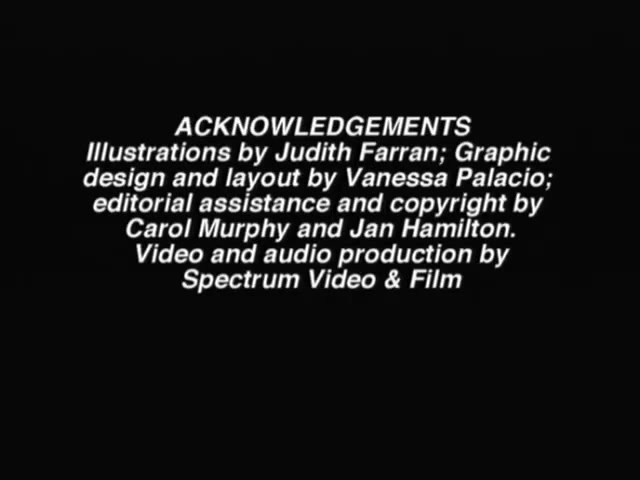 ACKNOWLEDGEMENTS
Illustrations by Judith Farran; Graphic
design and layout by Vanessa Palacio;
editorial assistance and copyright by
Carol Murphy and Jan Hamilton.
Video and audio production by
Spectrum Video & Film